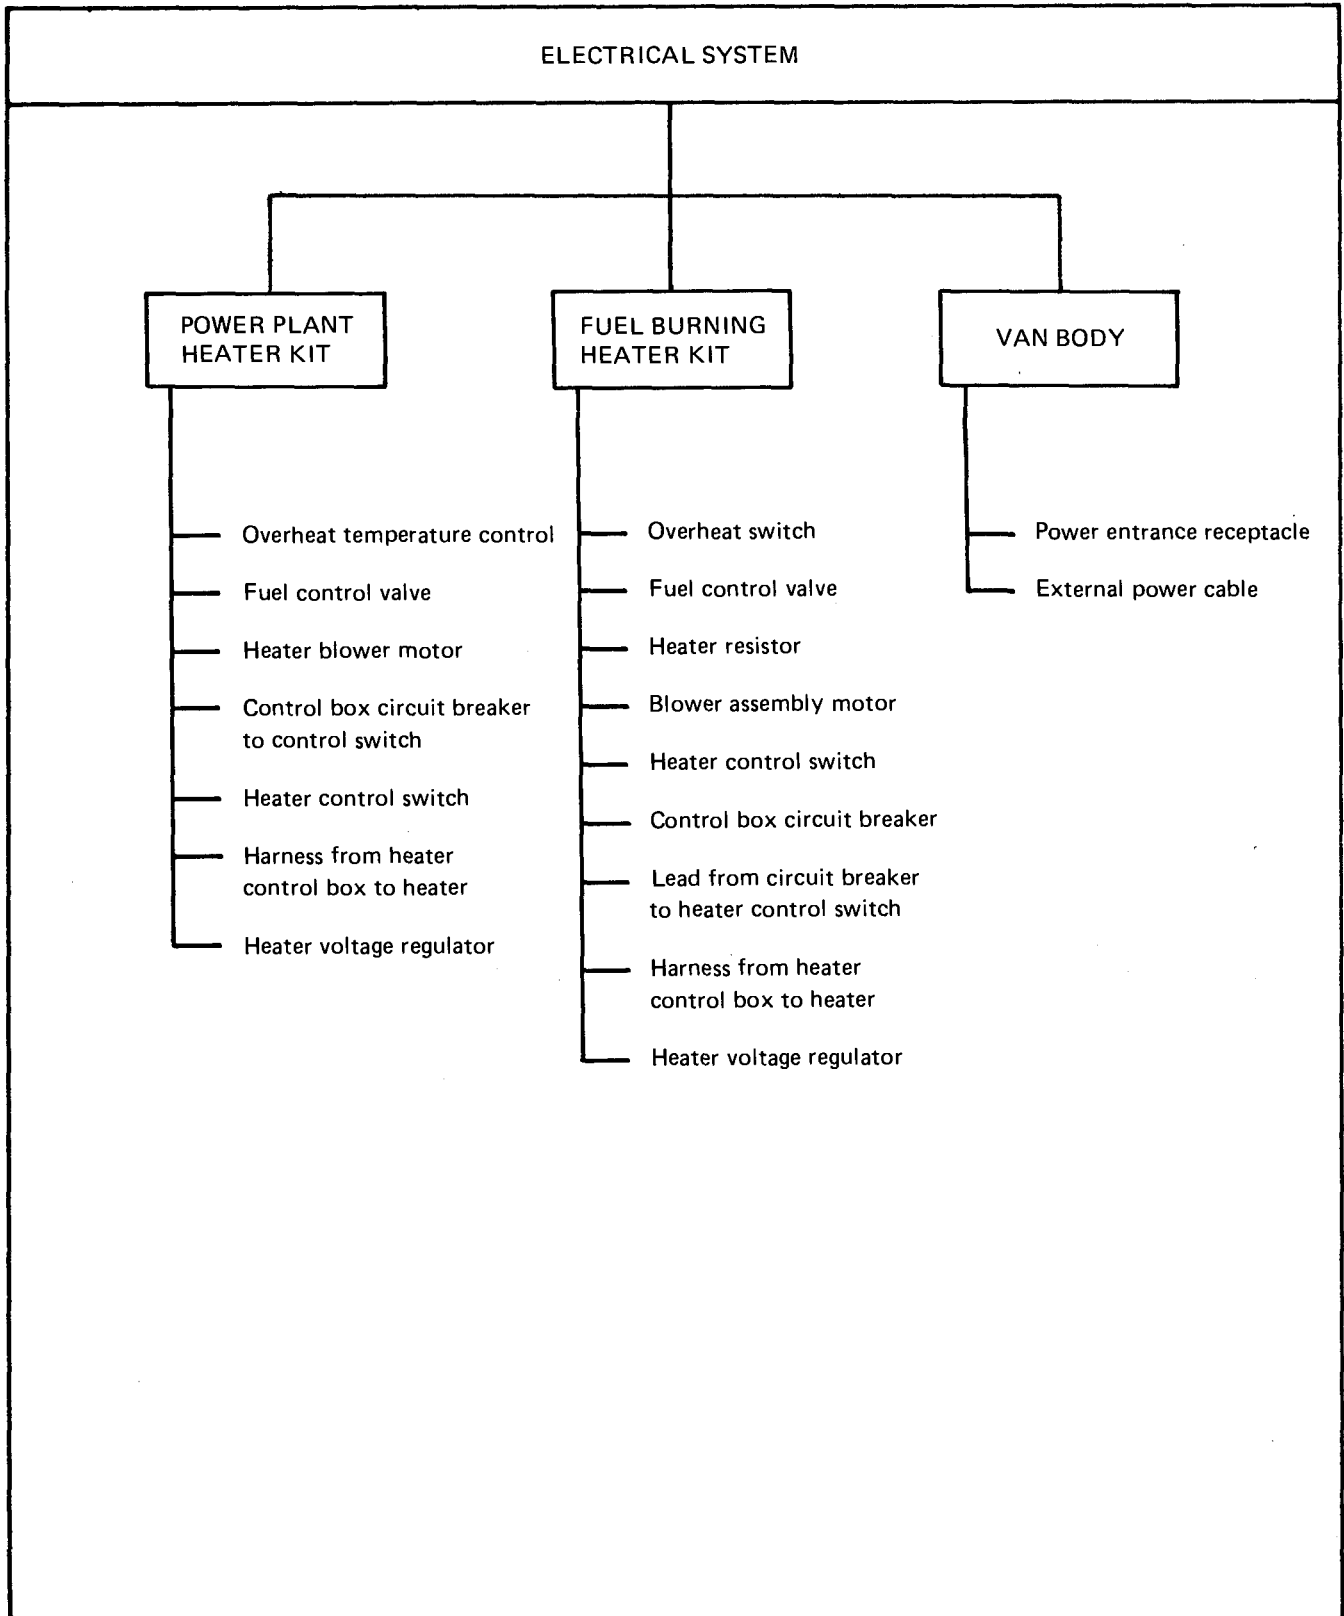 ELECTRICAL SYSTEM
POWER PLANT
HEATER KIT
Overheat temperature control
Fuel control valve
Heater blower motor
Control box circuit breaker
to control switch
Heater control switch
Harness from heater
control box to heater
Heater voltage regulator
FUEL BURNING
HEATER KIT
Overheat switch
Fuel control valve
Heater resistor
Blower assembly motor
Heater control switch
Control box circuit breaker
Lead from circuit breaker
to heater control switch
Harness from heater
control box to heater
Heater voltage regulator
VAN BODY
Power entrance receptacle
External power cable